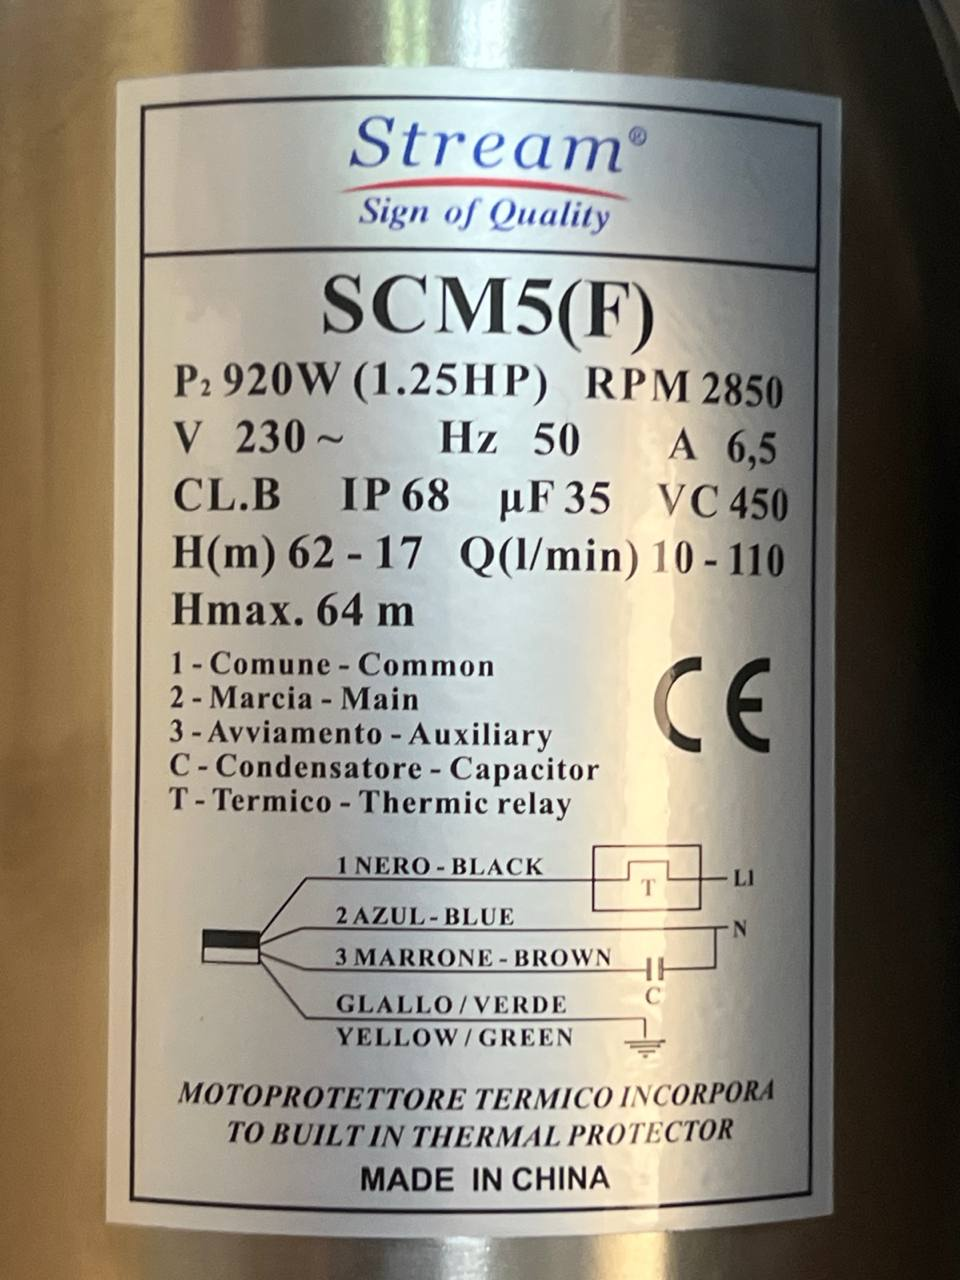 Stream®
Sign of Quality
SCM5(F)
P₂ 920W (1.25HP) RPM 2850
V 230 ~ Hz 50 A 6,5
CL.B IP 68 µF 35 VC 450
H(m) 62 - 17 Q(l/min) 10 - 110
Hmax. 64 m
1 - Comune - Common
2 - Marcia - Main
3 - Avviamento - Auxiliary
C - Condensatore - Capacitor
T - Termico - Thermic relay
CE
1 NERO - BLACK
T
L1
2 AZUL - BLUE
N
3 MARRONE - BROWN
C
GLALLO / VERDE
YELLOW / GREEN
MOTOPROTETTORE TERMICO INCORPORA
TO BUILT IN THERMAL PROTECTOR
MADE IN CHINA